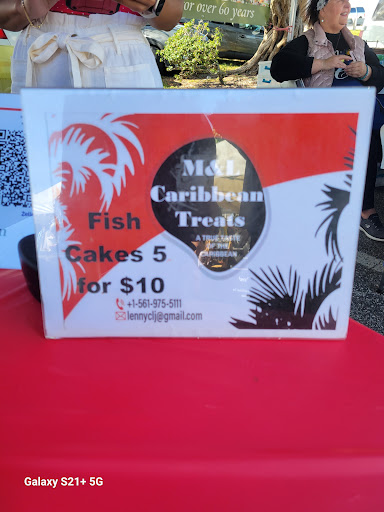 or over 60 years
M&L
Caribbean
Treats
A TRUE TASTE
OF THE
CARIBBEAN
Fish
Cakes 5
for $10
+1-561-975-5111
lennyclj@gmail.com
Galaxy S21+ 5G